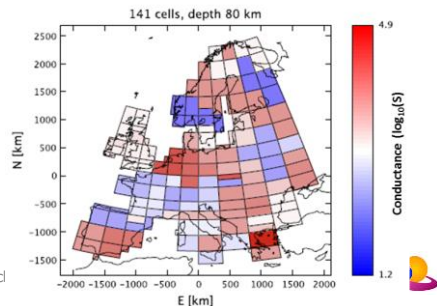 141 cells, depth 80 km
4.9
2500
2000
1500
1000
500
0
−500
−1000
−1500
N [km]
−2000 −1500 −1000 −500 0 500 1000 1500 2000
E [km]
Conductance (log₁₀(S)
1.2